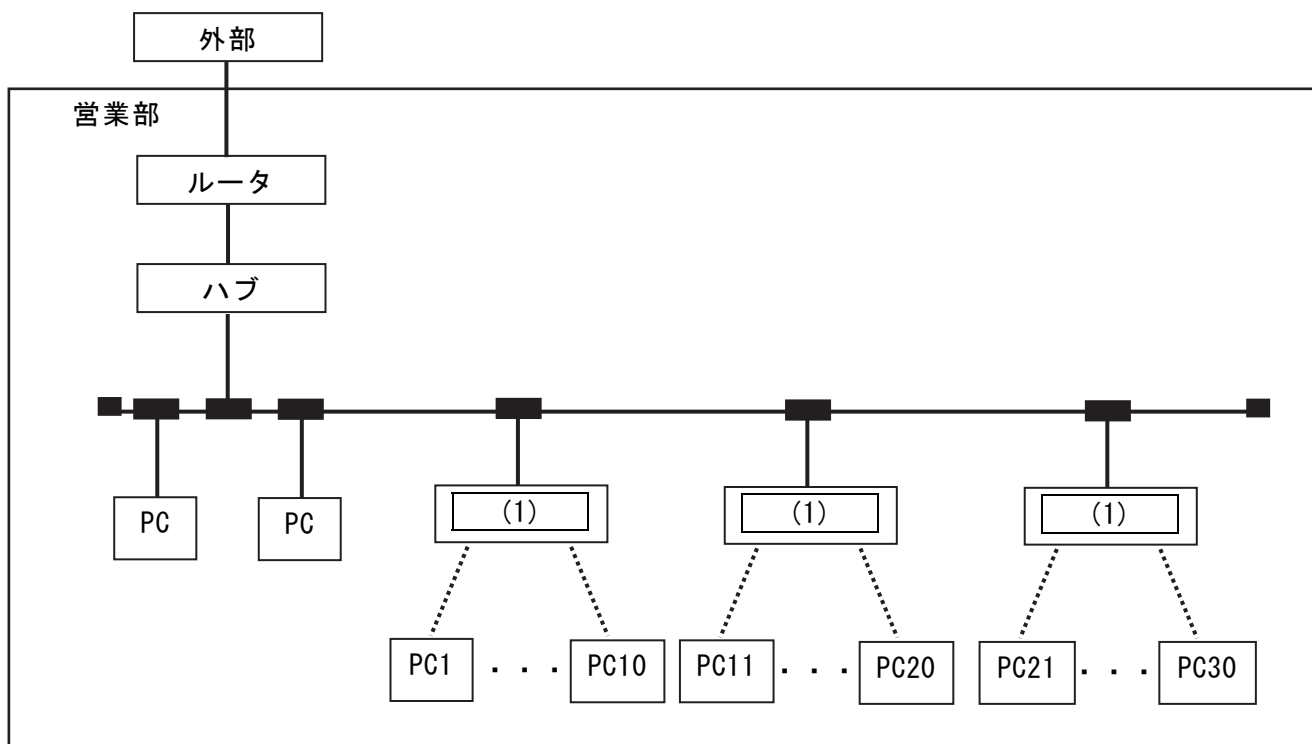 外部
営業部
ルータ
ハブ
PC
PC
(1)
(1)
(1)
PC1 ・・・ PC10
PC11 ・・・ PC20
PC21 ・・・ PC30